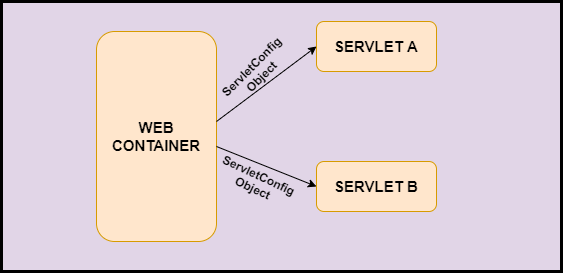 WEB
CONTAINER
ServletConfig
Object
SERVLET A
ServletConfig
Object
SERVLET B